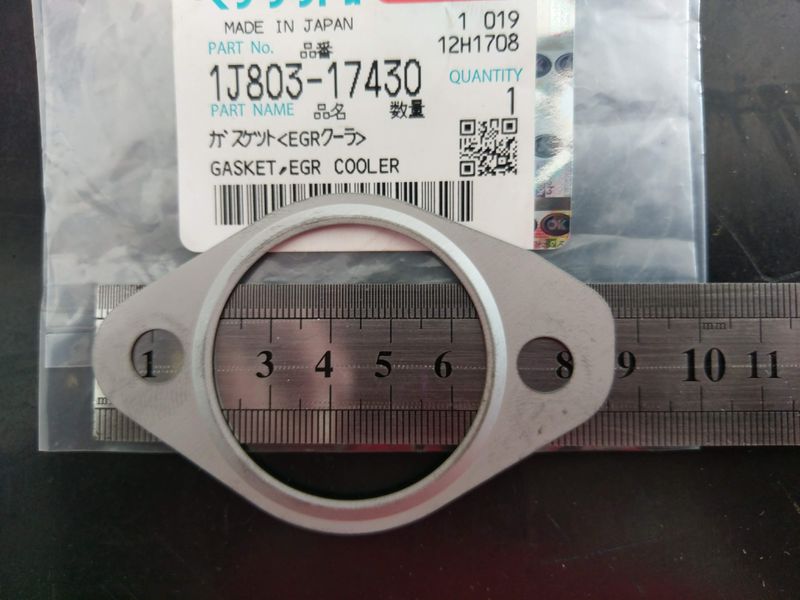 MADE IN JAPAN
1 019
PART No. 品番
12H1708
1J803-17430
QUANTITY
PART NAME 品名 数量 1
ガスケット<EGRクーラ>
GASKET,EGR COOLER
mm
1 3 4 5 6 8 9 10 11
OK